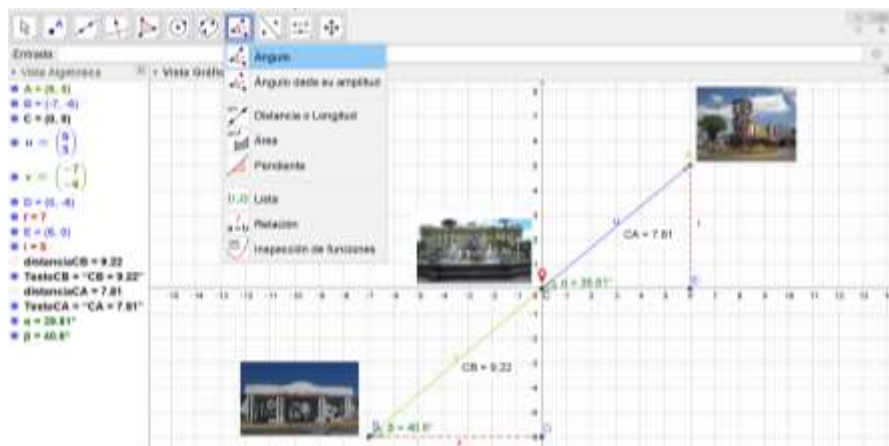 Entrada:
Vista Algebraica
Vista Gráfic
A = (6, 5)
B = (-7, -6)
C = (0, 0)
u = (6 5)
v = (-7 -6)
D = (0, -6)
f = 7
E = (6, 0)
i = 5
distanciaCB = 9.22
TextoCB = "CB = 9.22"
distanciaCA = 7.81
TextoCA = "CA = 7.81"
α = 39.81°
β = 40.6°
Ángulo
Ángulo dada su amplitud
Distancia o Longitud
Área
Pendiente
Lista
Relación
Inspección de funciones
CA = 7.81
α = 39.81°
CB = 9.22
β = 40.6°